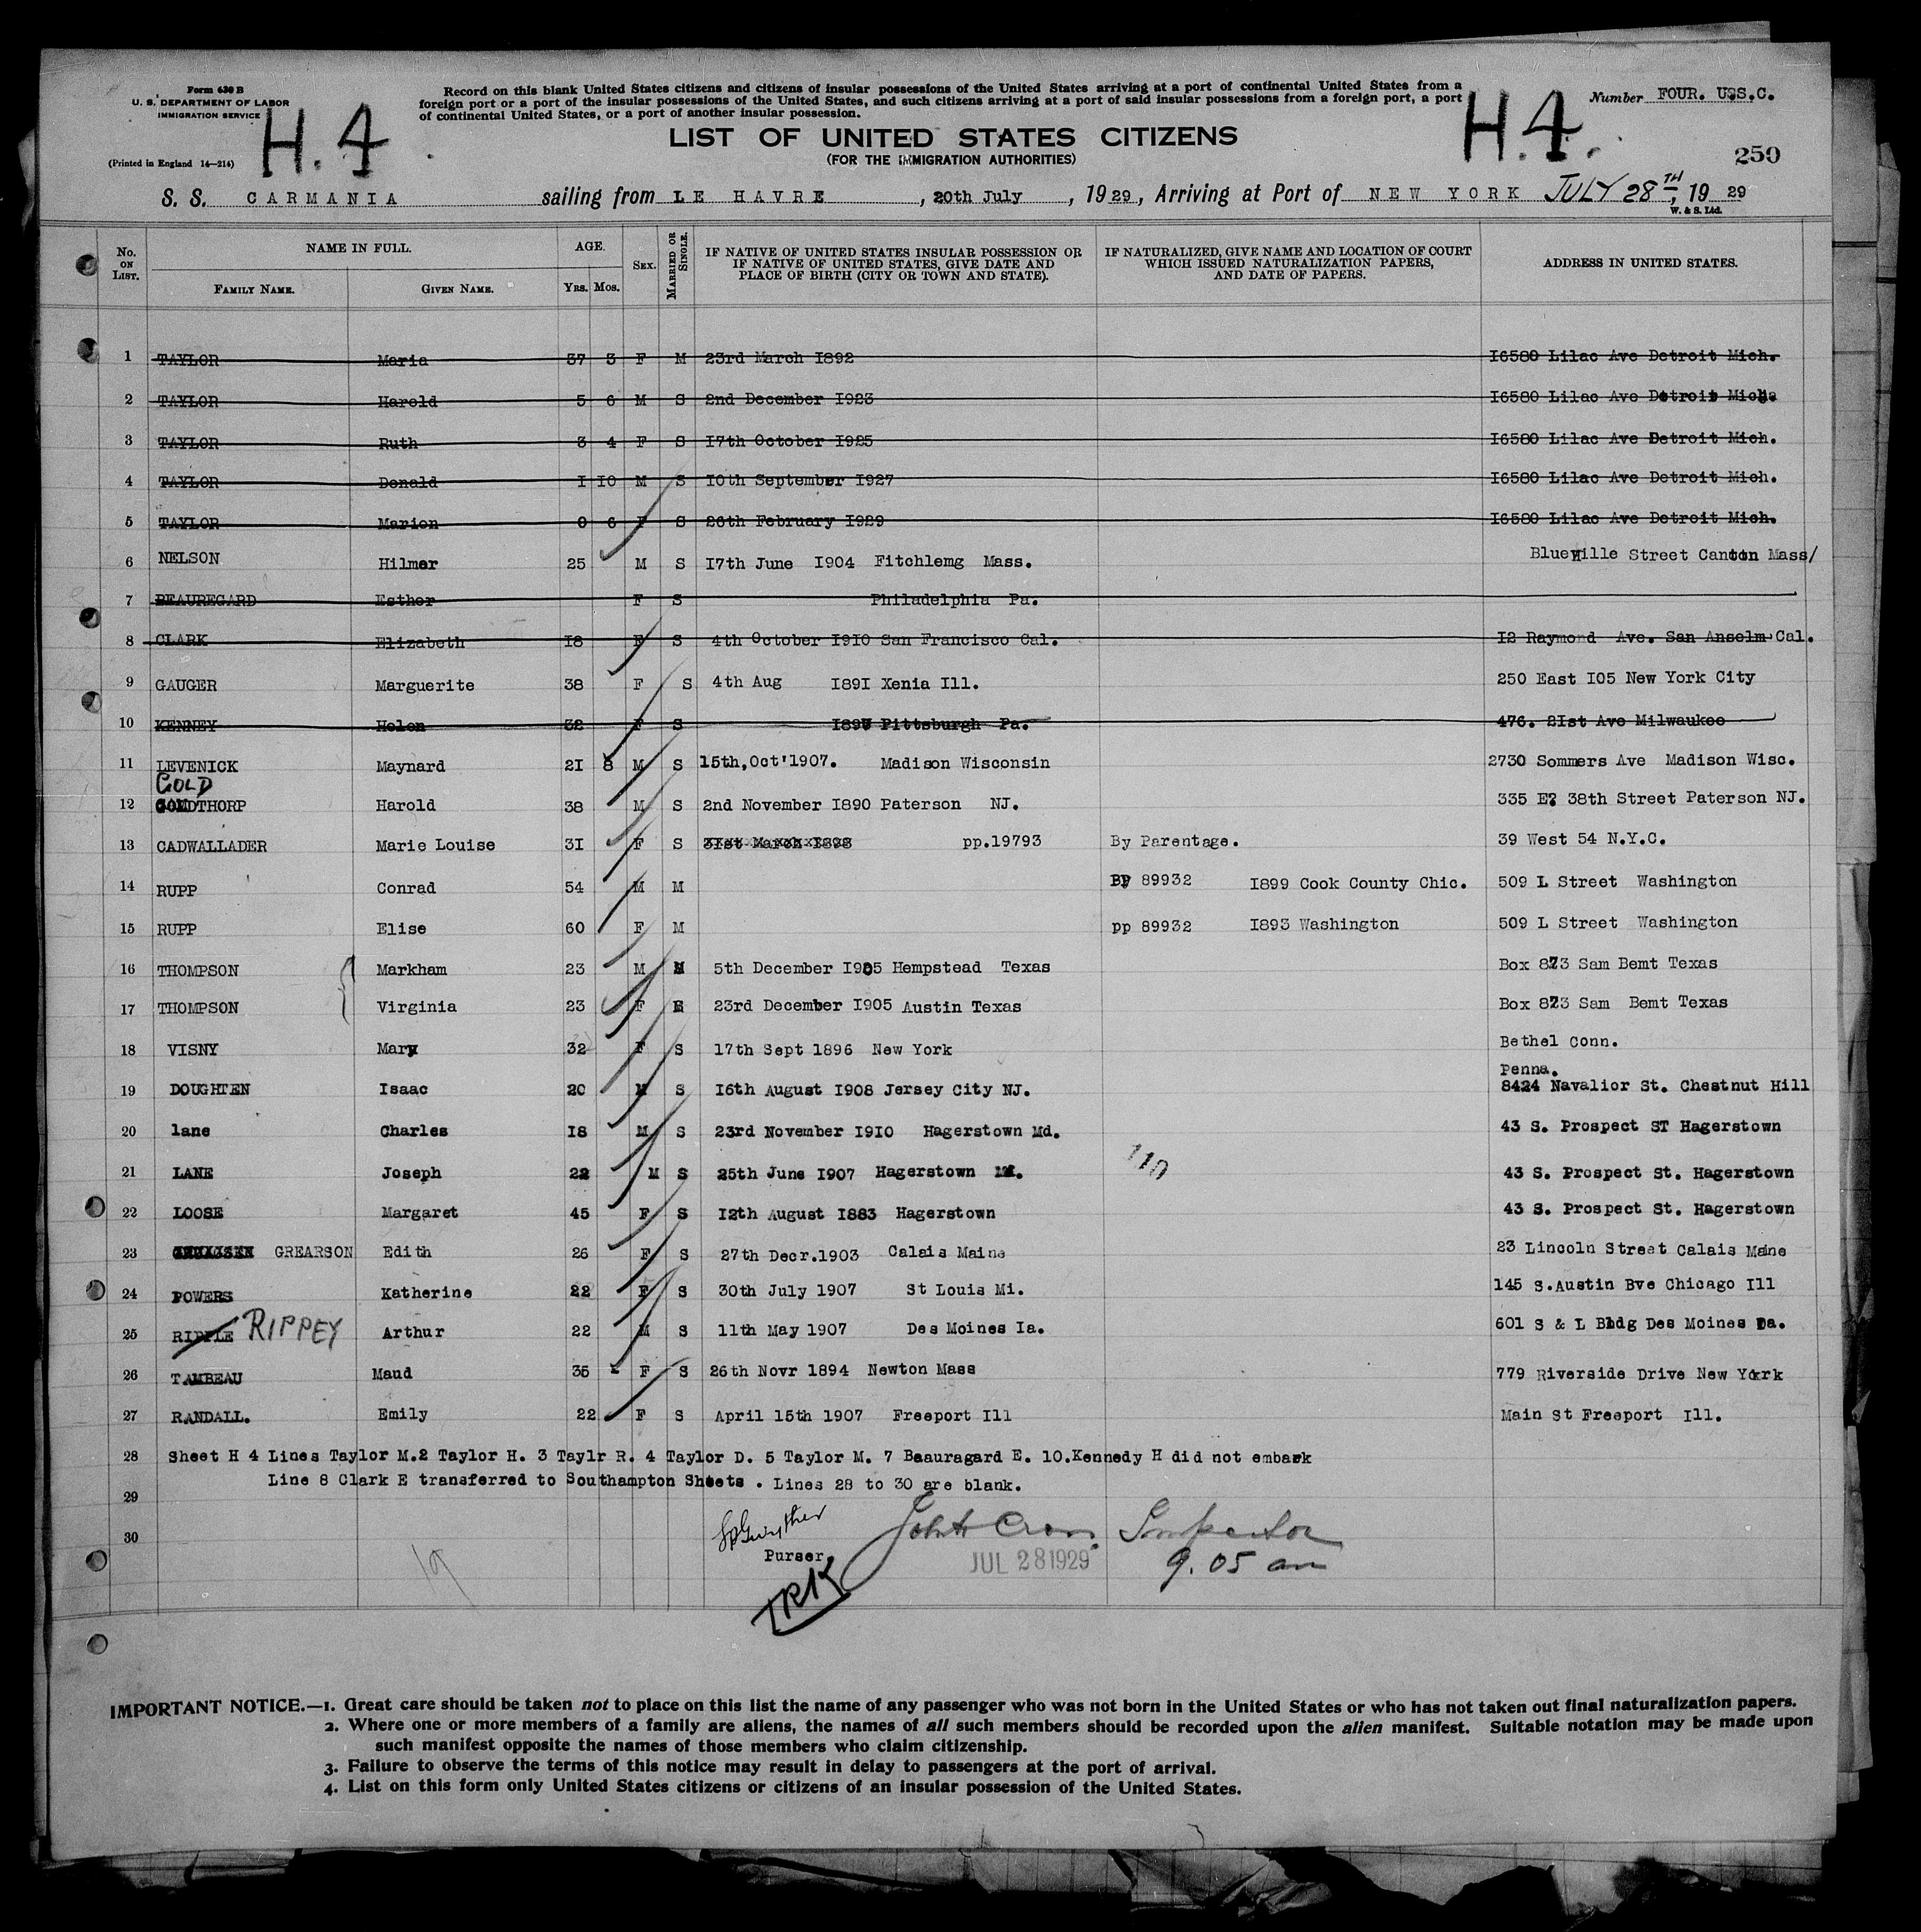 Form 630 B
U. S. DEPARTMENT OF LABOR
IMMIGRATION SERVICE
(Printed in England 14—214)
H. 4
Record on this blank United States citizens and citizens of insular possessions of the United States arriving at a port of continental United States from a
foreign port or a port of the insular possessions of the United States, and such citizens arriving at a port of said insular possessions from a foreign port, a port
of continental United States, or a port of another insular possession.
LIST OF UNITED STATES CITIZENS
(FOR THE IMMIGRATION AUTHORITIES)
H. 4.
Number FOUR. U.S.C.
250
S. S. CARMANIA sailing from LE HAVRE, 20th July, 1929, Arriving at Port of NEW YORK JULY 28TH, 1929
W. & S. Ltd.
No. ON LIST. NAME IN FULL. FAMILY NAME. GIVEN NAME. AGE. YRS. MOS. SEX. MARRIED OR SINGLE.
IF NATIVE OF UNITED STATES INSULAR POSSESSION OR
IF NATIVE OF UNITED STATES, GIVE DATE AND
PLACE OF BIRTH (CITY OR TOWN AND STATE).
IF NATURALIZED, GIVE NAME AND LOCATION OF COURT
WHICH ISSUED NATURALIZATION PAPERS,
AND DATE OF PAPERS.
ADDRESS IN UNITED STATES.
1 TAYLOR Maria 37 3 F M 23rd March 1892 16580 Lilac Ave Detroit Mich.
2 TAYLOR Harold 5 6 M S 2nd December 1923 16580 Lilac Ave Detroit Mich
3 TAYLOR Ruth 3 4 F S 17th October 1925 16580 Lilac Ave Detroit Mich.
4 TAYLOR Donald 1 10 M S 10th September 1927 16580 Lilac Ave Detroit Mich.
5 TAYLOR Marion 0 6 F S 26th February 1929 16580 Lilac Ave Detroit Mich.
6 NELSON Hilmer 25 M S 17th June 1904 Fitchlemg Mass. Blueville Street Canton Mass/
7 BEAUREGARD Esther F S Philadelphia Pa.
8 CLARK Elizabeth 18 F S 4th October 1910 San Francisco Cal. 12 Raymond Ave. San Anselm Cal.
9 GAUGER Marguerite 38 F S 4th Aug 1891 Xenia Ill. 250 East 105 New York City
10 KENNEY Helen 32 F S 1897 Pittsburgh Pa. 476. 21st Ave Milwaukee
11 LEVENICK Maynard 21 8 M S 15th,Oct'1907. Madison Wisconsin 2730 Sommers Ave Madison Wisc.
GOLD
12 THORP Harold 38 M S 2nd November 1890 Paterson NJ. 335 E? 38th Street Paterson NJ.
13 CADWALLADER Marie Louise 31 F S 31st March 1898 pp.19793 By Parentage. 39 West 54 N.Y.C.
14 RUPP Conrad 54 M M PP 89932 1899 Cook County Chic. 509 L Street Washington
15 RUPP Elise 60 F M pp 89932 1893 Washington 509 L Street Washington
16 THOMPSON Markham 23 M M 5th December 1905 Hempstead Texas Box 873 Sam Bemt Texas
17 THOMPSON Virginia 23 F 23rd December 1905 Austin Texas Box 873 Sam Bemt Texas
18 VISNY Mary 32 F S 17th Sept 1896 New York Bethel Conn.
Penna.
19 DOUGHTEN Isaac 20 M S 16th August 1908 Jersey City NJ. 8424 Navalior St. Chestnut Hill
20 lane Charles 18 M S 23rd November 1910 Hagerstown Md. 43 S. Prospect ST Hagerstown
110
21 LANE Joseph 22 M S 25th June 1907 Hagerstown Md. 43 S. Prospect St. Hagerstown
22 LOOSE Margaret 45 F S 12th August 1883 Hagerstown 43 S. Prospect St. Hagerstown
23 GREARSON Edith 26 F S 27th Decr.1903 Calais Maine 23 Lincoln Street Calais Maine
24 POWERS Katherine 22 F S 30th July 1907 St Louis Mi. 145 S.Austin Bve Chicago Ill
25 RIPPLE RIPPEY Arthur 22 M S 11th May 1907 Des Moines Ia. 601 S & L Bldg Des Moines Ia.
26 TAMBEAU Maud 35 F S 26th Novr 1894 Newton Mass 779 Riverside Drive New York
27 RANDALL. Emily 22 F S April 15th 1907 Freeport Ill Main St Freeport Ill.
28 Sheet H 4 Lines Taylor M.2 Taylor H. 3 Taylr R. 4 Taylor D. 5 Taylor M. 7 Beauragard E. 10.Kennedy H did not embark
Line 8 Clark E transferred to Southampton Sheets . Lines 28 to 30 are blank.
29
30
Purser
JUL 28 1929
Inspector
9.05 am
19
IMPORTANT NOTICE.—1. Great care should be taken not to place on this list the name of any passenger who was not born in the United States or who has not taken out final naturalization papers.
2. Where one or more members of a family are aliens, the names of all such members should be recorded upon the alien manifest. Suitable notation may be made upon
such manifest opposite the names of those members who claim citizenship.
3. Failure to observe the terms of this notice may result in delay to passengers at the port of arrival.
4. List on this form only United States citizens or citizens of an insular possession of the United States.